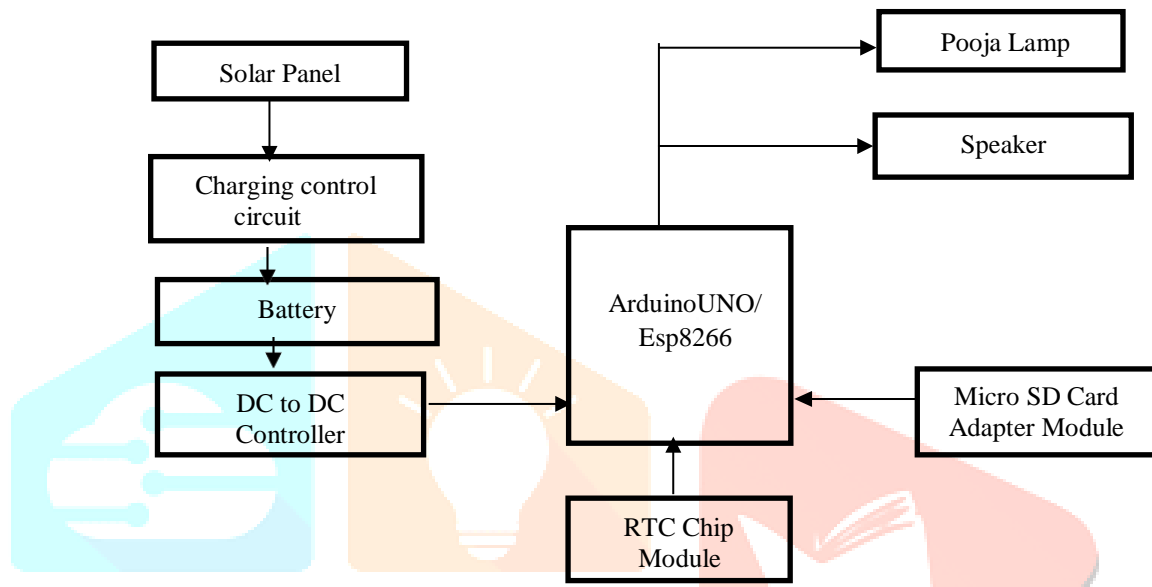 Pooja Lamp
Solar Panel
Speaker
Charging control
circuit
Battery
ArduinoUNO/
Esp8266
DC to DC
Controller
Micro SD Card
Adapter Module
RTC Chip
Module